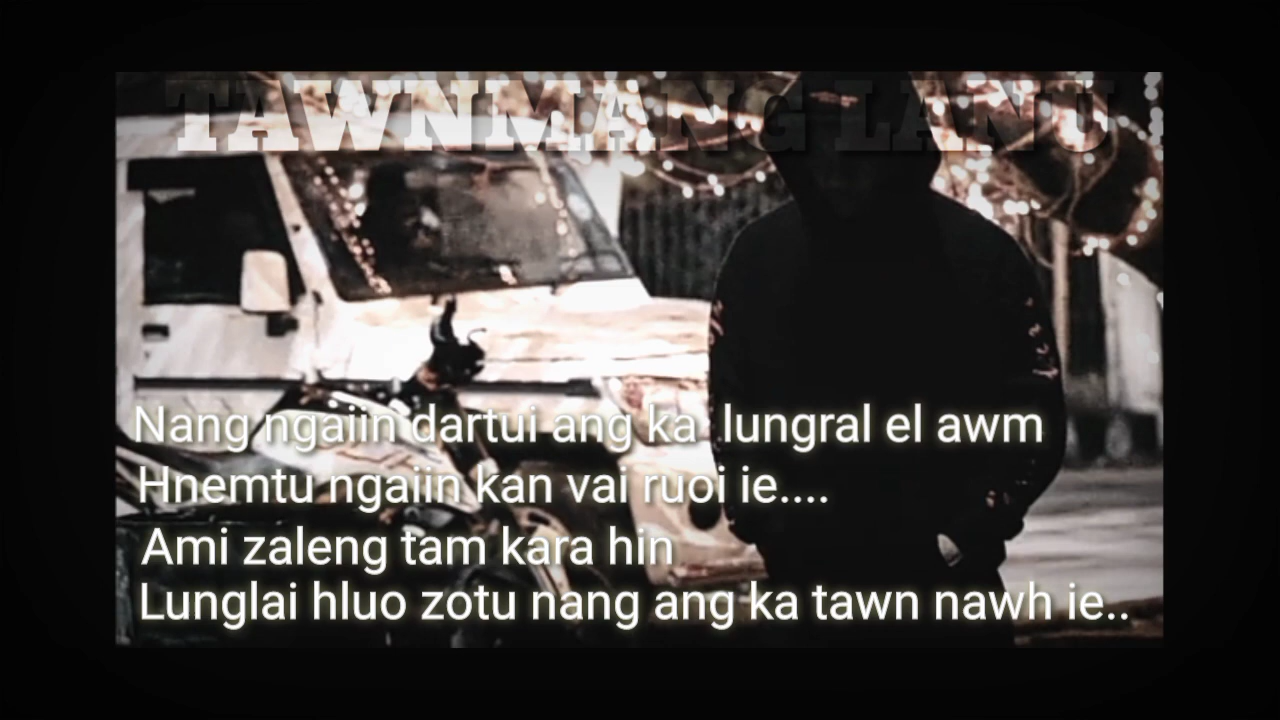 TAWNMANG LANU
Nang ngaiin dartui ang ka lungral el awm
Hnemtu ngaiin kan vai ruoi ie....
Ami zaleng tam kara hin
Lunglai hluo zotu nang ang ka tawn nawh ie..